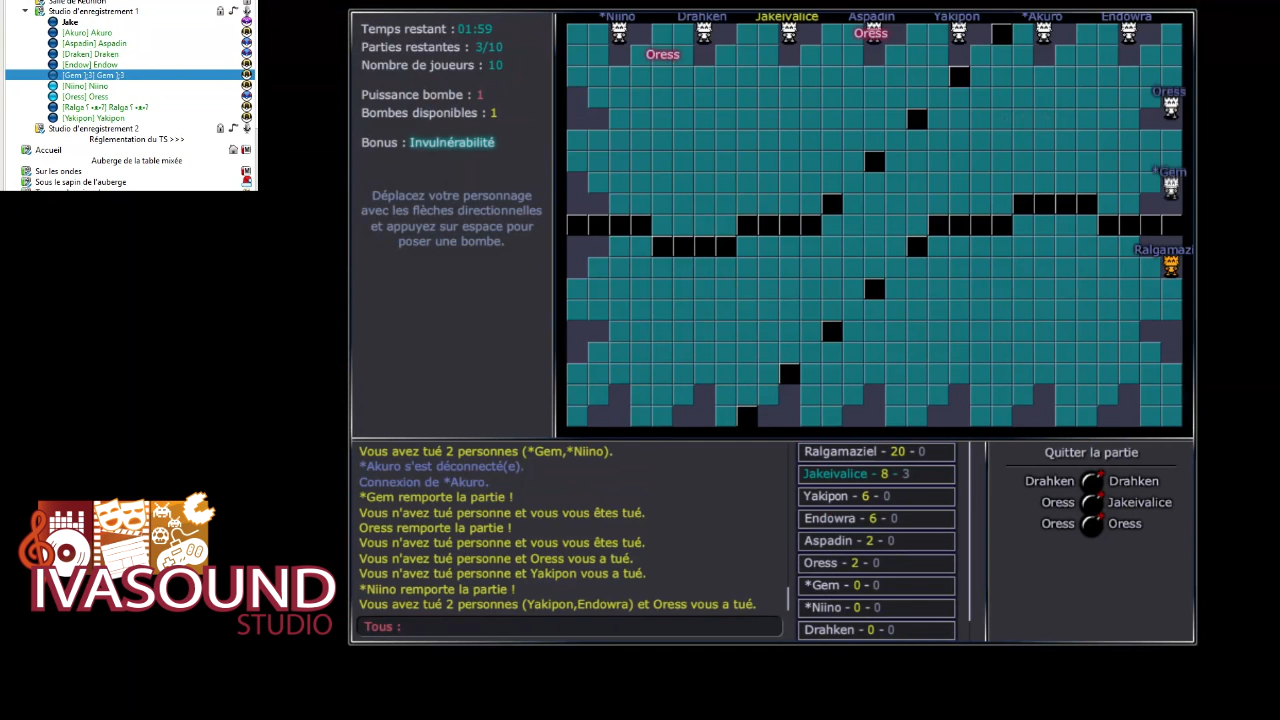 Salle de Réunion
Studio d'enregistrement 1
Jake
[Akuro] Akuro
[Aspadin] Aspadin
[Draken] Draken
[Endow] Endow
[Gem ];3] Gem ];3
[Niino] Niino
[Oress] Oress
[Yakipon] Yakipon
Studio d'enregistrement 2
Réglementation du TS >>>
Accueil
Auberge de la table mixée
Sur les ondes
Sous le sapin de l'auberge
IVASOUND
STUDIO
Temps restant : 01:59
Parties restantes : 3/10
Nombre de joueurs : 10
Puissance bombe : 1
Bombes disponibles : 1
Bonus : Invulnérabilité
Déplacez votre personnage
avec les flèches directionnelles
et appuyez sur espace pour
poser une bombe.
*Niino Drahken Jakeivalice Aspadin Yakipon *Akuro Endowra
Oress
Oress
Oress
*Gem
Ralgamazi
Vous avez tué 2 personnes (*Gem,*Niino).
*Akuro s'est déconnecté(e).
Connexion de *Akuro.
*Gem remporte la partie !
Vous n'avez tué personne et vous vous êtes tué.
Oress remporte la partie !
Vous n'avez tué personne et vous vous êtes tué.
Vous n'avez tué personne et Oress vous a tué.
Vous n'avez tué personne et Yakipon vous a tué.
*Niino remporte la partie !
Vous avez tué 2 personnes (Yakipon,Endowra) et Oress vous a tué.
Tous :
Ralgamaziel - 20 - 0
Jakeivalice - 8 - 3
Yakipon - 6 - 0
Endowra - 6 - 0
Aspadin - 2 - 0
Oress - 2 - 0
*Gem - 0 - 0
*Niino - 0 - 0
Drahken - 0 - 0
Quitter la partie
Drahken Drahken
Oress Jakeivalice
Oress Oress